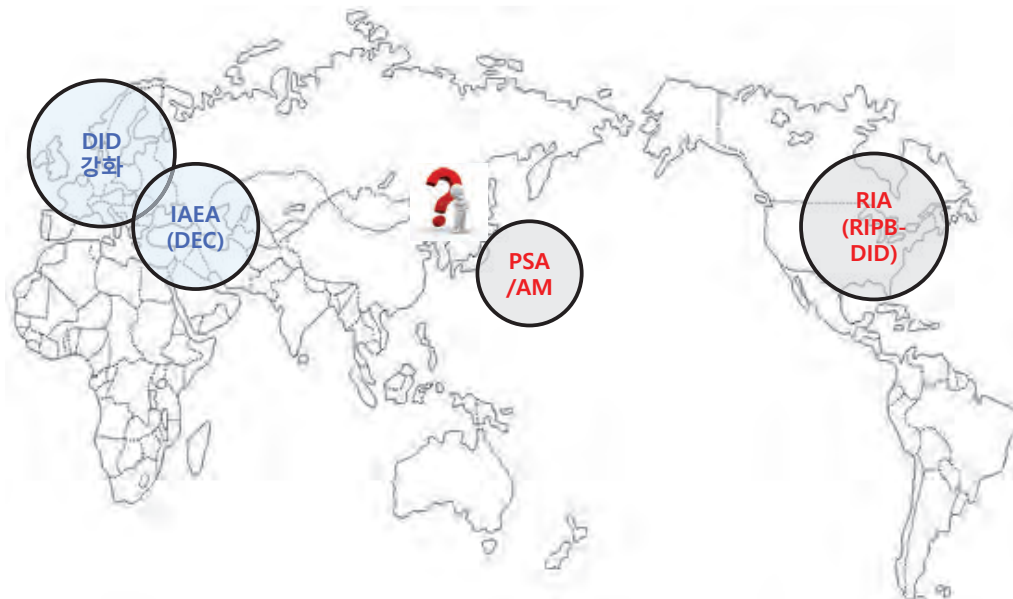 DID
강화
IAEA
(DEC)
?
PSA
/AM
RIA
(RIPB-
DID)